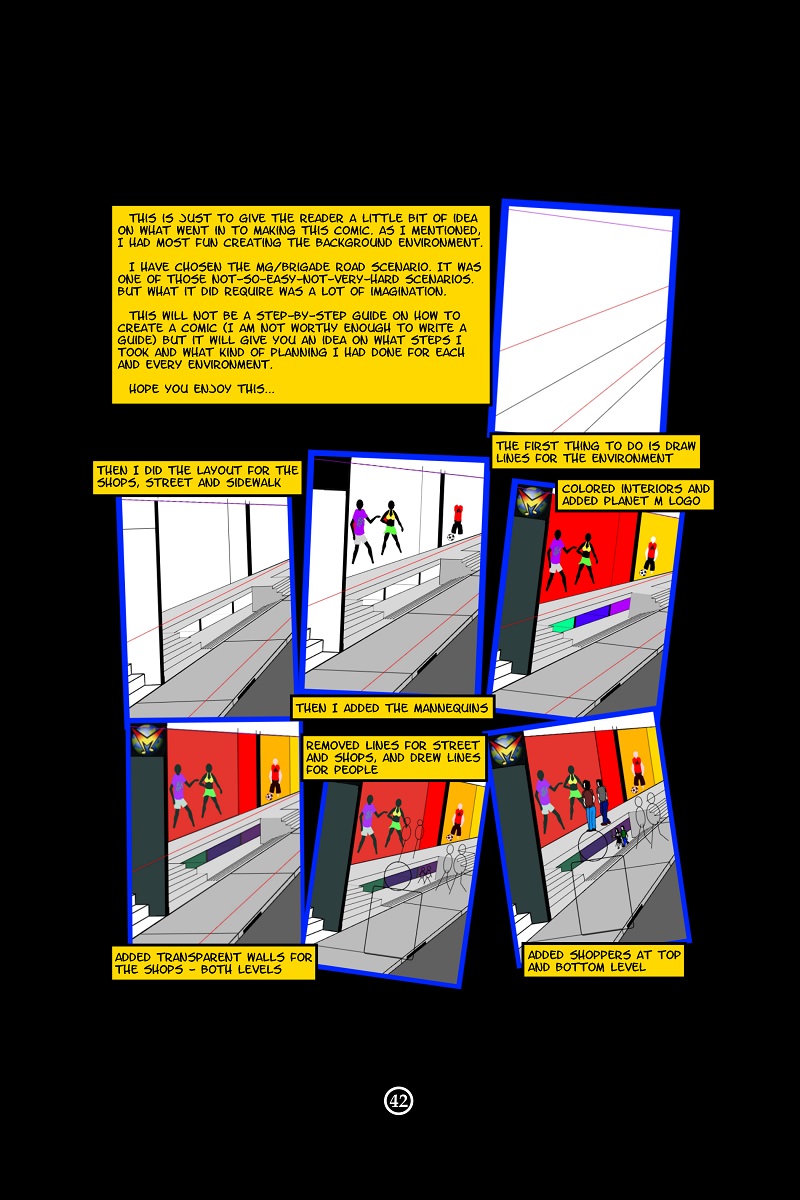 THIS IS JUST TO GIVE THE READER A LITTLE BIT OF IDEA
ON WHAT WENT IN TO MAKING THIS COMIC. AS I MENTIONED,
I HAD MOST FUN CREATING THE BACKGROUND ENVIRONMENT.
I HAVE CHOSEN THE MG/BRIGADE ROAD SCENARIO. IT WAS
ONE OF THOSE NOT-SO-EASY-NOT-VERY-HARD SCENARIOS.
BUT WHAT IT DID REQUIRE WAS A LOT OF IMAGINATION.
THIS WILL NOT BE A STEP-BY-STEP GUIDE ON HOW TO
CREATE A COMIC (I AM NOT WORTHY ENOUGH TO WRITE A
GUIDE) BUT IT WILL GIVE YOU AN IDEA ON WHAT STEPS I
TOOK AND WHAT KIND OF PLANNING I HAD DONE FOR EACH
AND EVERY ENVIRONMENT.
HOPE YOU ENJOY THIS...
THE FIRST THING TO DO IS DRAW
LINES FOR THE ENVIRONMENT
THEN I DID THE LAYOUT FOR THE
SHOPS, STREET AND SIDEWALK
THEN I ADDED THE MANNEQUINS
COLORED INTERIORS AND
ADDED PLANET M LOGO
ADDED TRANSPARENT WALLS FOR
THE SHOPS - BOTH LEVELS
REMOVED LINES FOR STREET
AND SHOPS, AND DREW LINES
FOR PEOPLE
ADDED SHOPPERS AT TOP
AND BOTTOM LEVEL
42